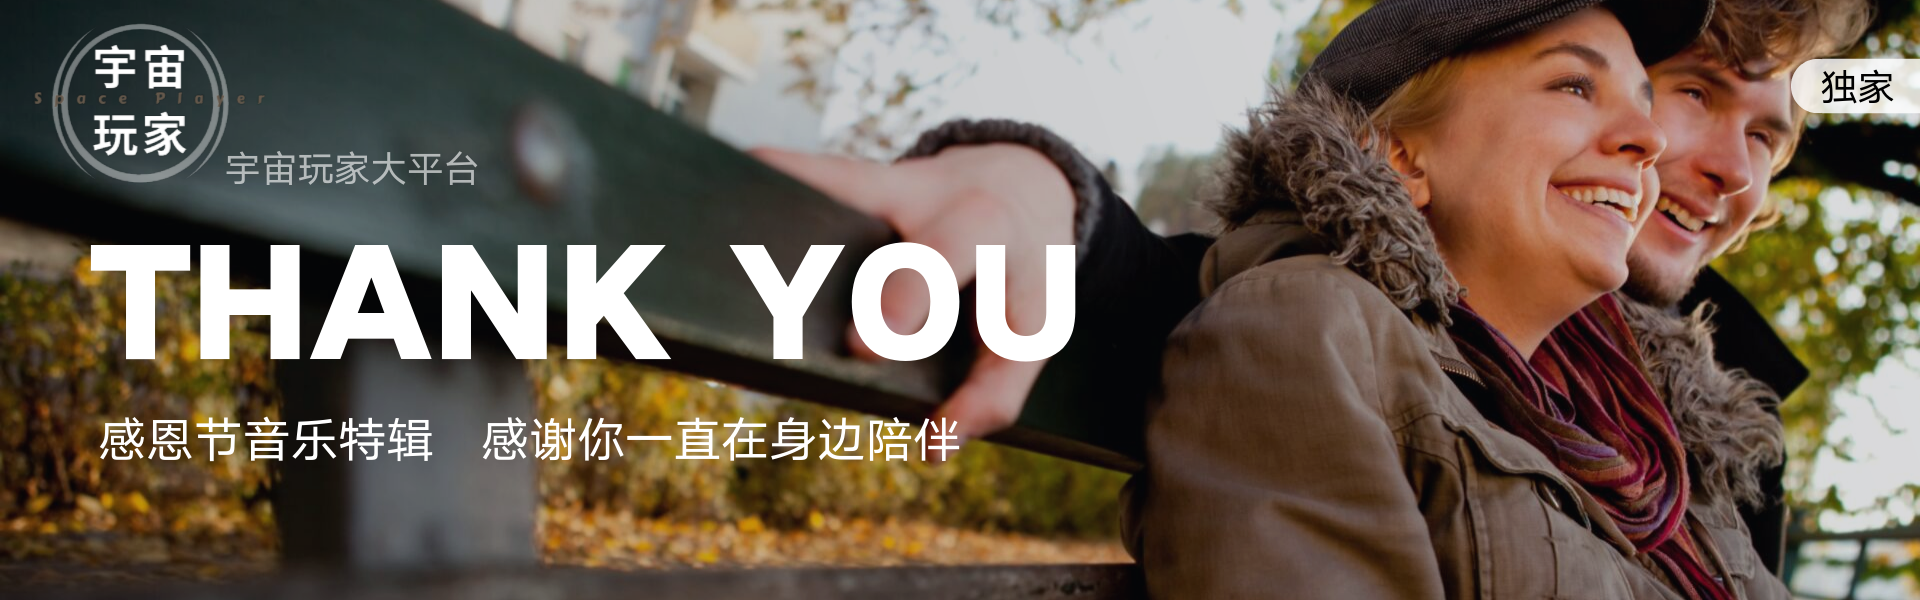 宇宙
Space Player
玩家
宇宙玩家大平台
独家
THANK YOU
感恩节音乐特辑 感谢你一直在身边陪伴